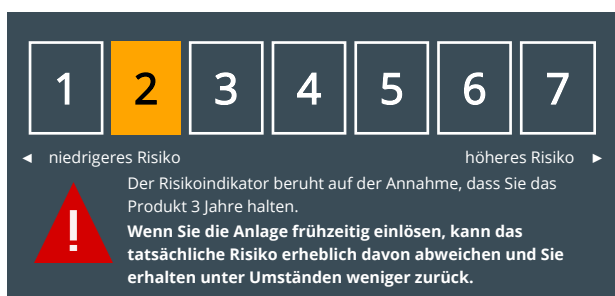 1 2 3 4 5 6 7
◄ niedrigeres Risiko höheres Risiko ►
Der Risikoindikator beruht auf der Annahme, dass Sie das
Produkt 3 Jahre halten.
Wenn Sie die Anlage frühzeitig einlösen, kann das
tatsächliche Risiko erheblich davon abweichen und Sie
erhalten unter Umständen weniger zurück.
!